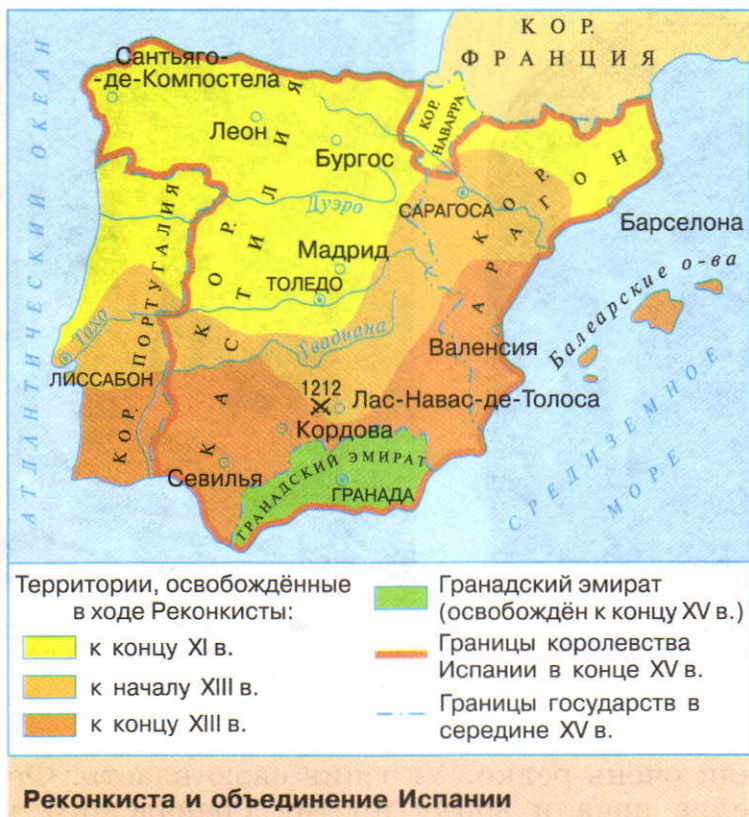 КОР.
ФРАНЦИЯ
АТЛАНТИЧЕСКИЙ ОКЕАН
Сантьяго-
-де-Компостела
Леон
Бургос
КОР.
НАВАРРА
КОР. КАСТИЛИЯ
КОР. АРАГОН
САРАГОСА
Барселона
Дуэро
Мадрид
ТОЛЕДО
КОР. ПОРТУГАЛИЯ
Тахо
Гвадиана
ЛИССАБОН
Валенсия
Балеарские о-ва
1212
Лас-Навас-де-Толоса
Кордова
Севилья
ГРАНАДСКИЙ ЭМИРАТ
ГРАНАДА
СРЕДИЗЕМНОЕ
МОРЕ
Территории, освобождённые
в ходе Реконкисты:
к концу XI в.
к началу XIII в.
к концу XIII в.
Гранадский эмират
(освобождён к концу XV в.)
Границы королевства
Испании в конце XV в.
Границы государств в
середине XV в.
Реконкиста и объединение Испании